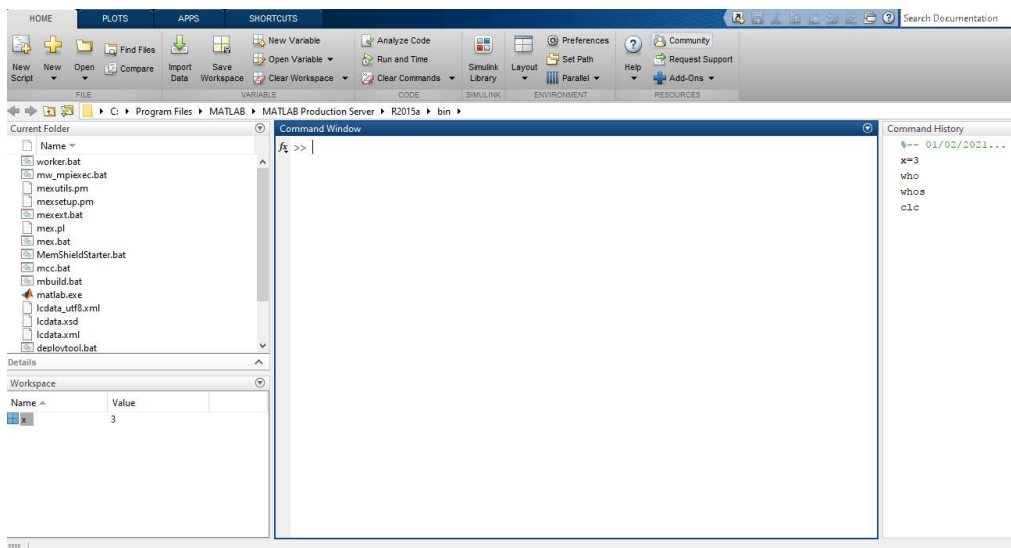 HOME PLOTS APPS SHORTCUTS Search Documentation
New Script New Open Find Files Compare Import Data Save Workspace New Variable Open Variable Clear Workspace Analyze Code Run and Time Clear Commands Simulink Library Layout Preferences Set Path Parallel Help Community Request Support Add-Ons
FILE VARIABLE CODE SIMULINK ENVIRONMENT RESOURCES
C: Program Files MATLAB MATLAB Production Server R2015a bin
Current Folder
Name
worker.bat
mw_mpiexec.bat
mexutils.pm
mexsetup.pm
mexext.bat
mex.pl
mex.bat
MemShieldStarter.bat
mcc.bat
mbuild.bat
matlab.exe
lcdata_utf8.xml
lcdata.xsd
lcdata.xml
deploytool.bat
Details
Workspace
Name Value
x 3
Command Window
fx >>
Command History
%-- 01/02/2021...
x=3
who
whos
clc